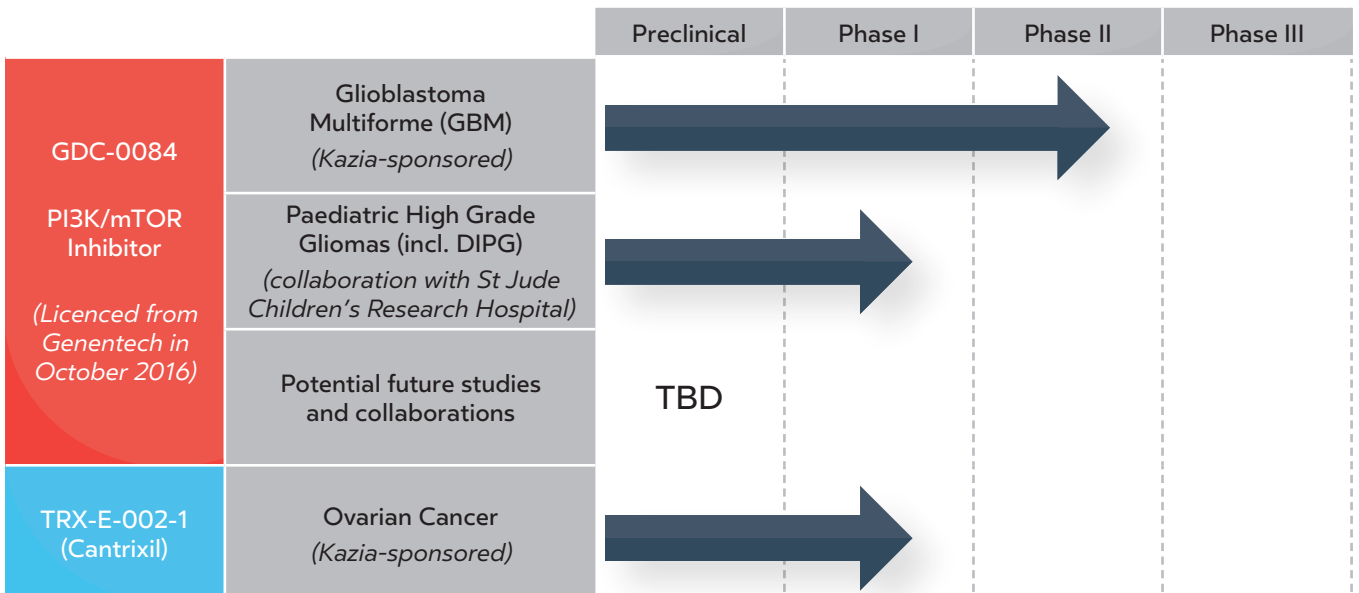 Preclinical
Phase I
Phase II
Phase III
GDC-0084
PI3K/mTOR
Inhibitor
(Licenced from
Genentech in
October 2016)
Glioblastoma
Multiforme (GBM)
(Kazia-sponsored)
Paediatric High Grade
Gliomas (incl. DIPG)
(collaboration with St Jude
Children's Research Hospital)
Potential future studies
and collaborations
TBD
TRX-E-002-1
(Cantrixil)
Ovarian Cancer
(Kazia-sponsored)